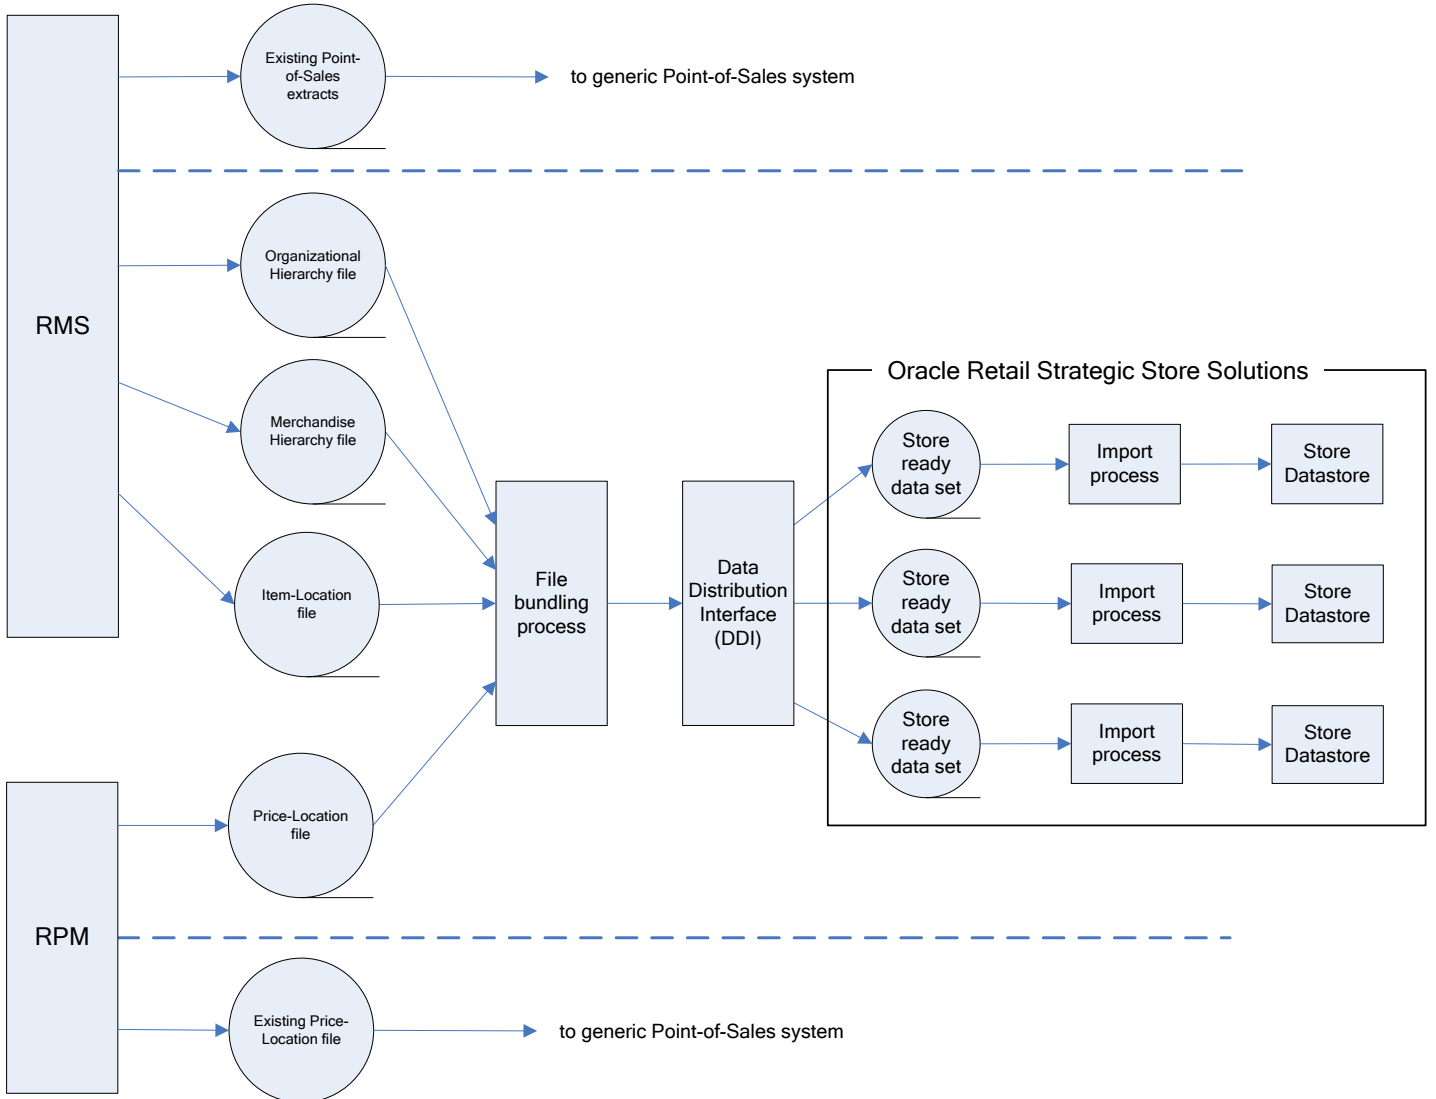 Existing Point-
of-Sales
extracts
to generic Point-of-Sales system
Organizational
Hierarchy file
RMS
Merchandise
Hierarchy file
Item-Location
file
File
bundling
process
Data
Distribution
Interface
(DDI)
Oracle Retail Strategic Store Solutions
Store
ready
data set
Import
process
Store
Datastore
Store
ready
data set
Import
process
Store
Datastore
Store
ready
data set
Import
process
Store
Datastore
Price-Location
file
RPM
Existing Price-
Location file
to generic Point-of-Sales system